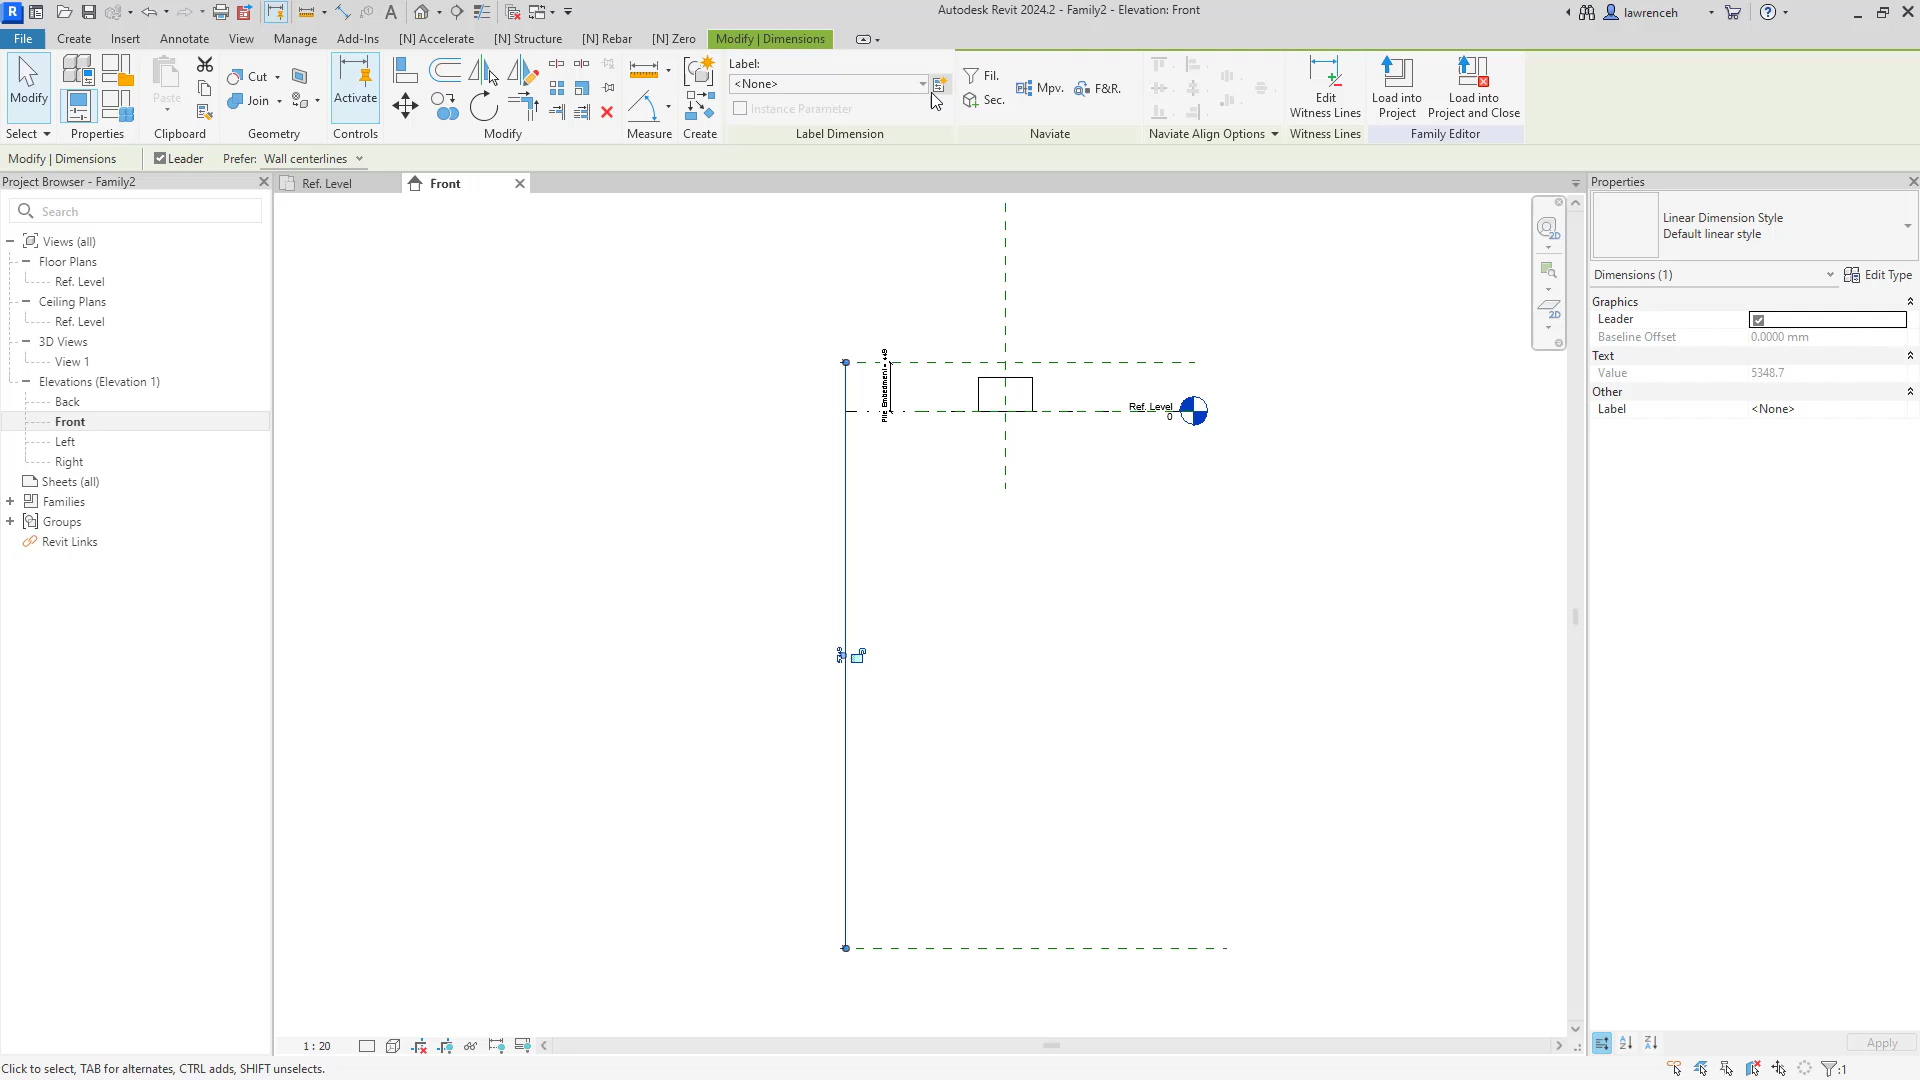 Autodesk Revit 2024.2 - Family2 - Elevation: Front
lawrenceh
File
Create
Insert
Annotate
View
Manage
Add-Ins
[N] Accelerate
[N] Structure
[N] Rebar
[N] Zero
Modify | Dimensions
Modify
Paste
Cut
Join
Activate
Label:
<None>
Instance Parameter
Fil.
Sec.
Mpv.
F&R.
Edit
Witness Lines
Load into
Project
Load into
Project and Close
Select
Properties
Clipboard
Geometry
Controls
Modify
Measure
Create
Label Dimension
Naviate
Naviate Align Options
Witness Lines
Family Editor
Modify | Dimensions
Leader
Prefer:
Wall centerlines
Project Browser - Family2
Search
Views (all)
Floor Plans
Ref. Level
Ceiling Plans
Ref. Level
3D Views
View 1
Elevations (Elevation 1)
Back
Front
Left
Right
Sheets (all)
Families
Groups
Revit Links
Ref. Level
Front
Pile Embedment = 449
Ref. Level
0
2D
2D
Properties
Linear Dimension Style
Default linear style
Dimensions (1)
Edit Type
Graphics
Leader
Baseline Offset
0.0000 mm
Text
Value
5348.7
Other
Label
<None>
Apply
1 : 20
Click to select, TAB for alternates, CTRL adds, SHIFT unselects.
:1